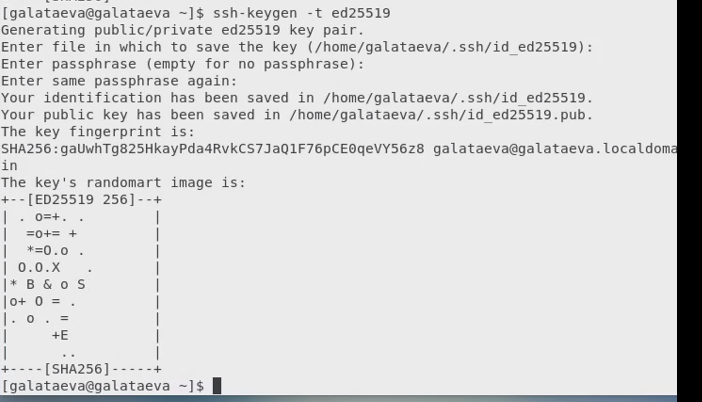 [galataeva@galataeva ~]$ ssh-keygen -t ed25519
Generating public/private ed25519 key pair.
Enter file in which to save the key (/home/galataeva/.ssh/id_ed25519):
Enter passphrase (empty for no passphrase):
Enter same passphrase again:
Your identification has been saved in /home/galataeva/.ssh/id_ed25519.
Your public key has been saved in /home/galataeva/.ssh/id_ed25519.pub.
The key fingerprint is:
SHA256:gaUwhTg825HkayPda4RvkCS7JaQ1F76pCE0qeVY56z8 galataeva@galataeva.localdoma
in
The key's randomart image is:
+--[ED25519 256]--+
| . o=+. .        |
|  =o+= +         |
|  *=O.o .        |
| O.O.X   .       |
|* B & o S        |
|o+ O = .         |
|. o . =          |
|     +E          |
|      ..         |
+----[SHA256]-----+
[galataeva@galataeva ~]$